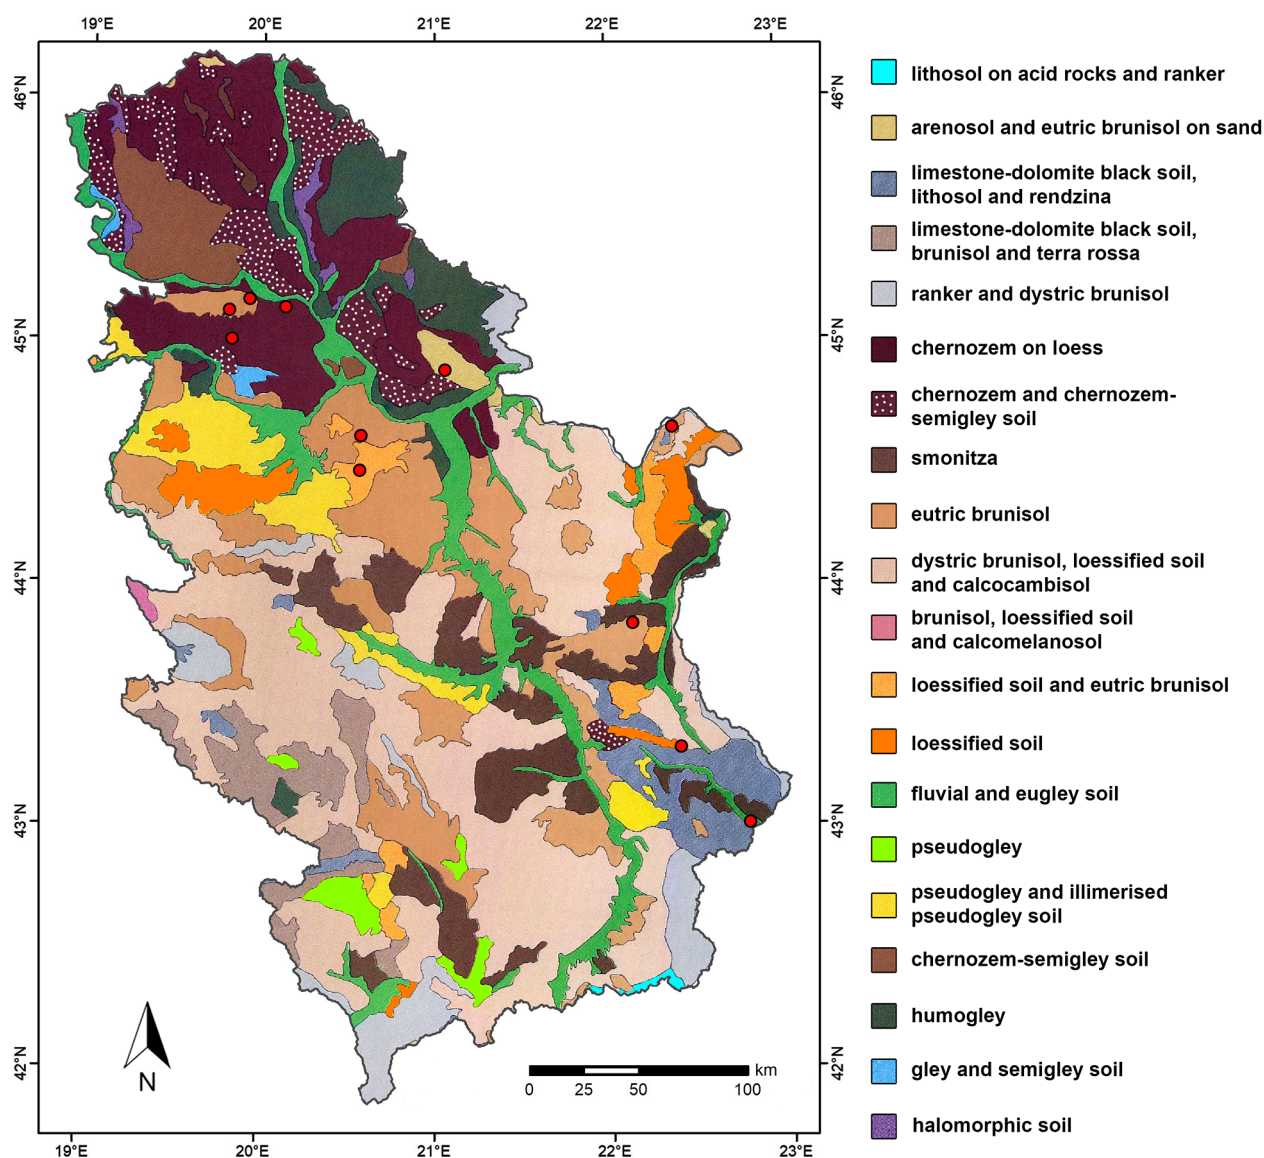 19°E 20°E 21°E 22°E 23°E
46°N 46°N
45°N 45°N
44°N 44°N
43°N 43°N
42°N 42°N
N
km
0 25 50 100
19°E 20°E 21°E 22°E 23°E
lithosol on acid rocks and ranker
arenosol and eutric brunisol on sand
limestone-dolomite black soil,
lithosol and rendzina
limestone-dolomite black soil,
brunisol and terra rossa
ranker and dystric brunisol
chernozem on loess
chernozem and chernozem-
semigley soil
smonitza
eutric brunisol
dystric brunisol, loessified soil
and calcocambisol
brunisol, loessified soil
and calcomelanosol
loessified soil and eutric brunisol
loessified soil
fluvial and eugley soil
pseudogley
pseudogley and illimerised
pseudogley soil
chernozem-semigley soil
humogley
gley and semigley soil
halomorphic soil